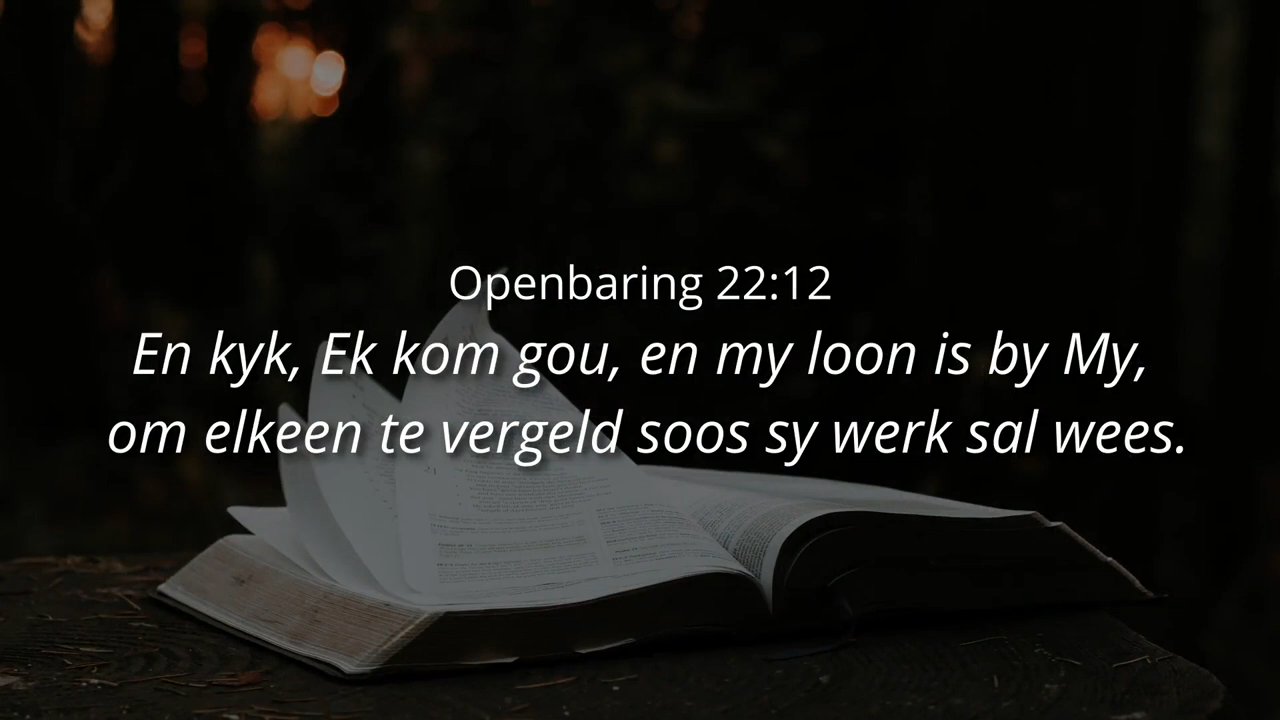 Openbaring 22:12
En kyk, Ek kom gou, en my loon is by My,
om elkeen te vergeld soos sy werk sal wees.